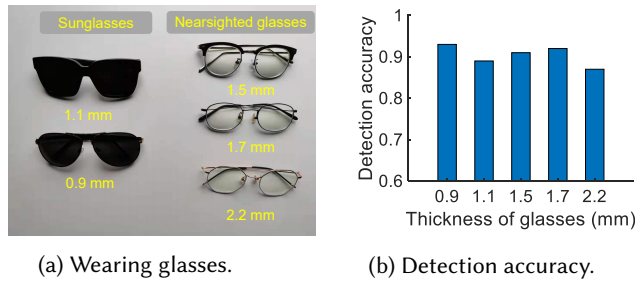 Sunglasses
Nearsighted glasses
1.1 mm
0.9 mm
1.5 mm
1.7 mm
2.2 mm
(a) Wearing glasses.
Detection accuracy
1
0.9
0.8
0.7
0.6
0.9 1.1 1.5 1.7 2.2
Thickness of glasses (mm)
(b) Detection accuracy.